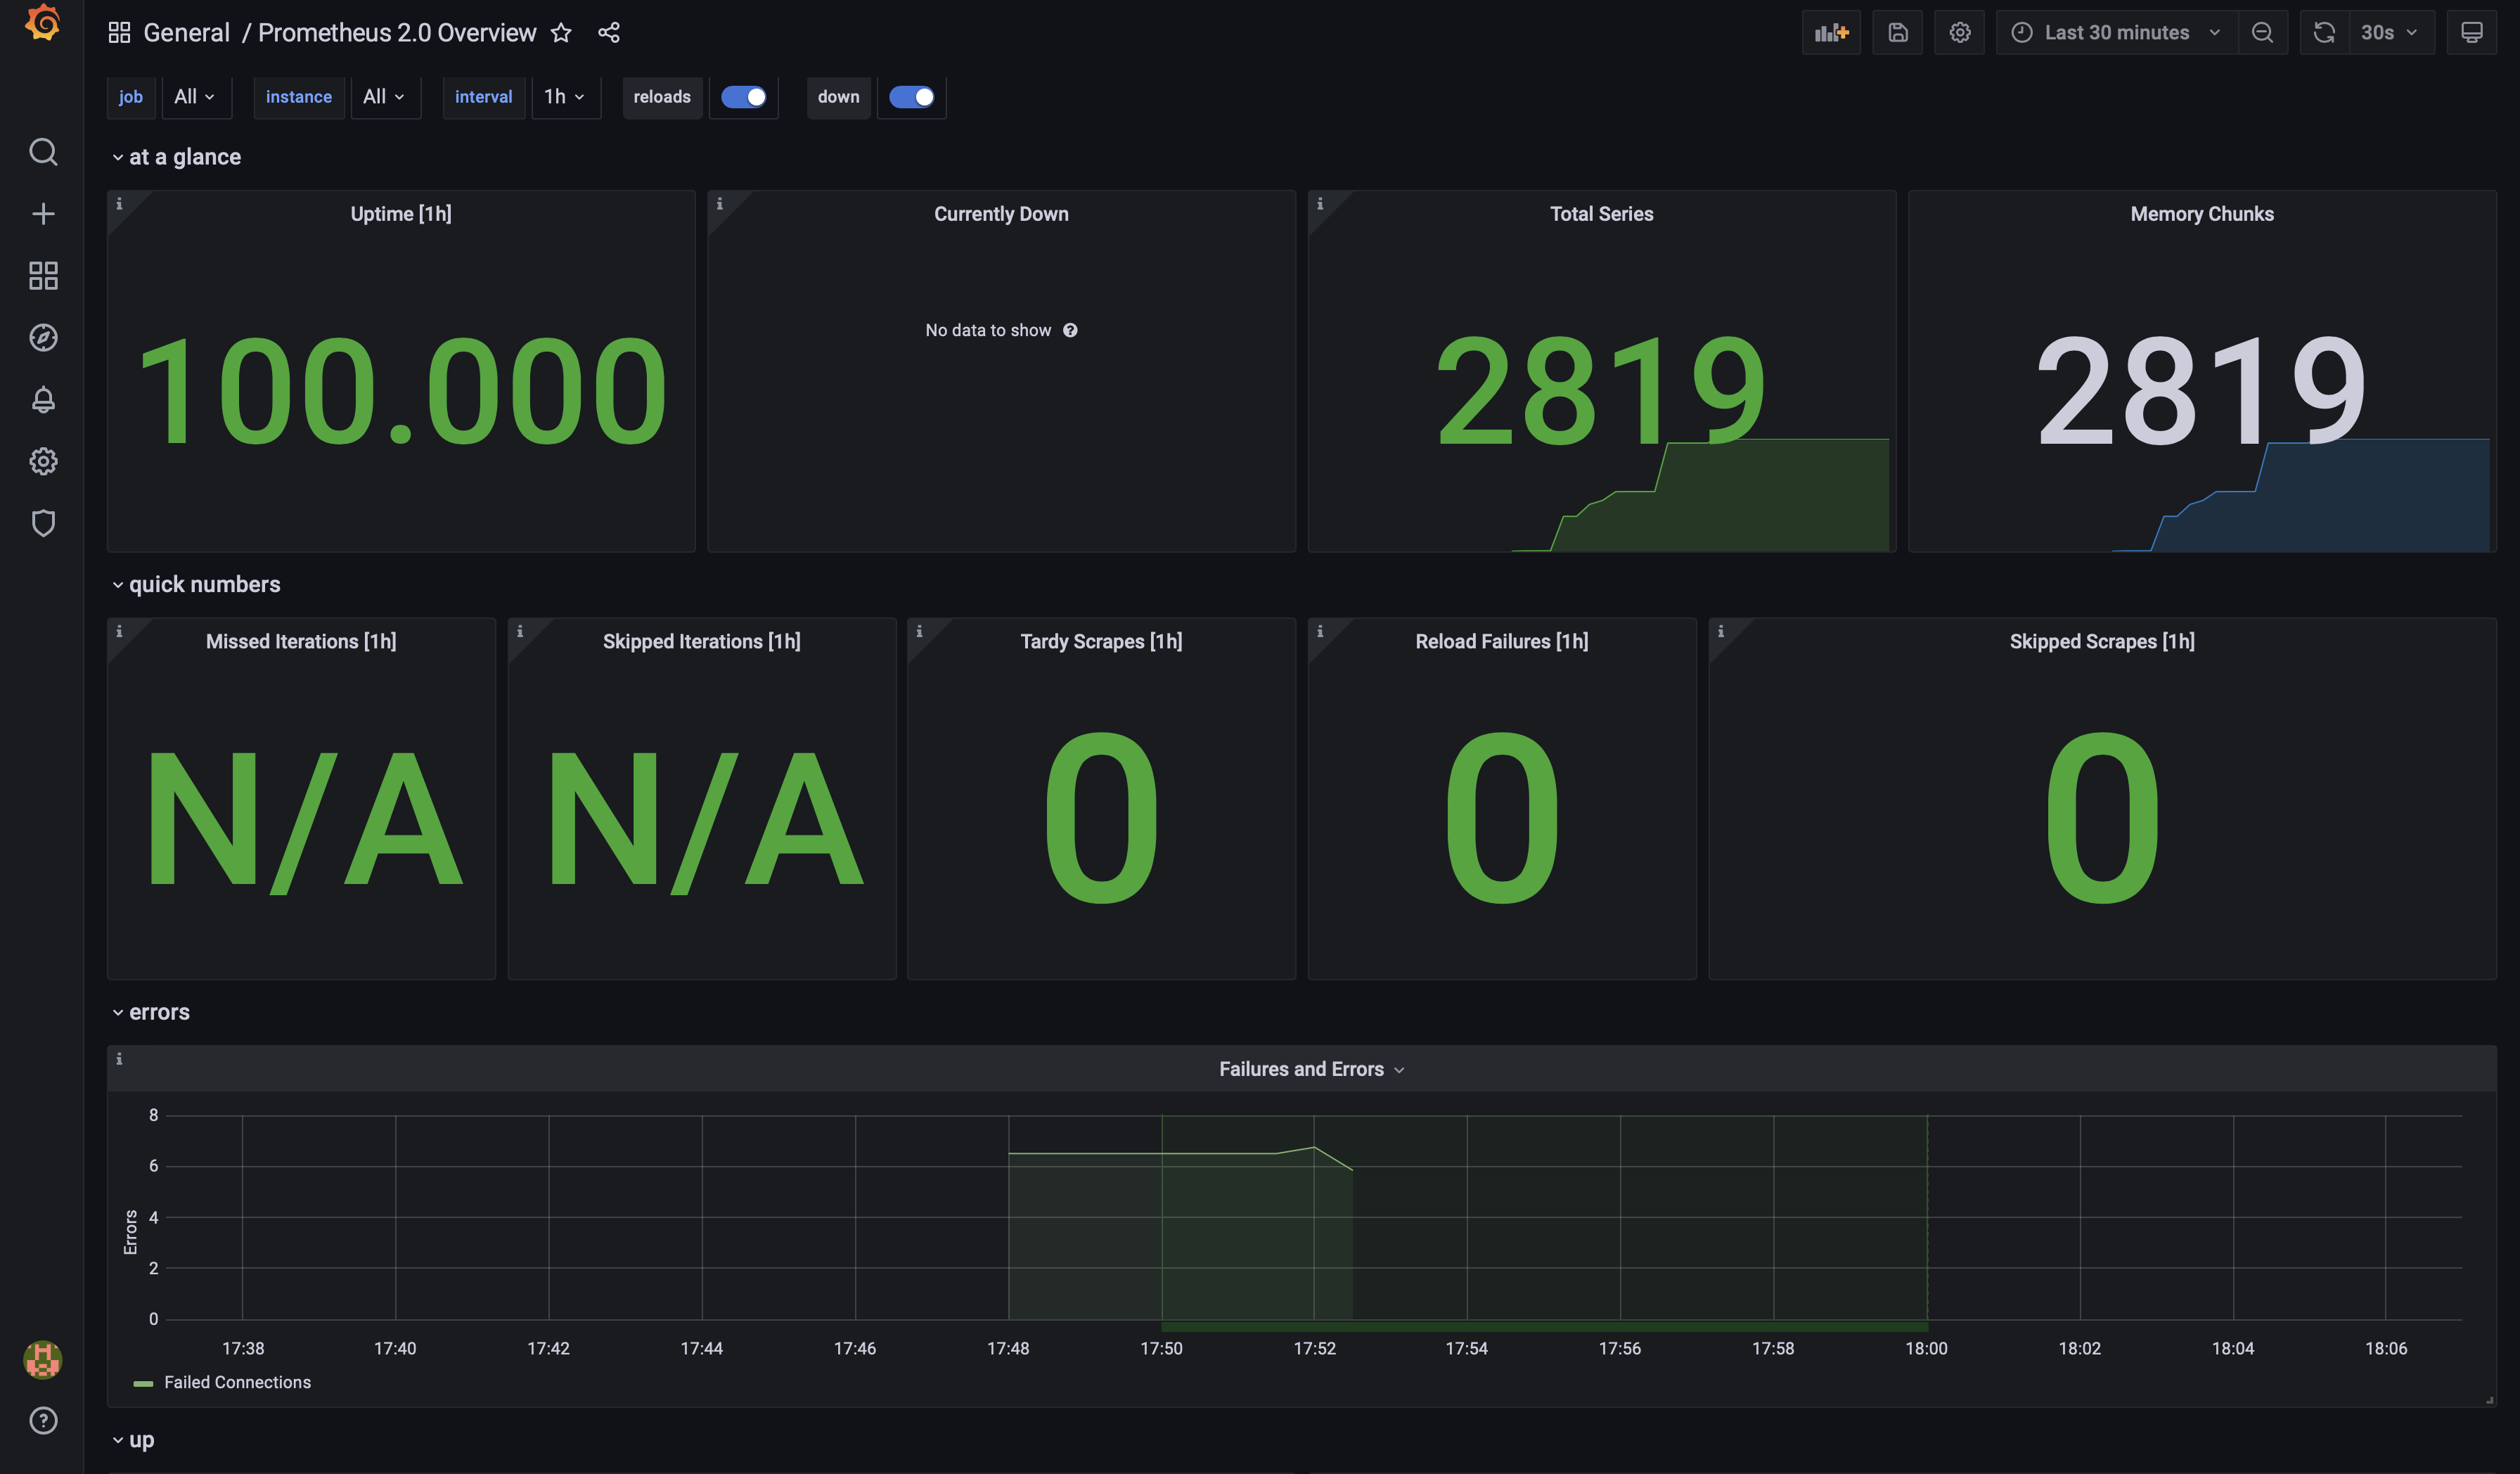 General / Prometheus 2.0 Overview
Last 30 minutes
30s
job All instance All interval 1h reloads down
at a glance
Uptime [1h]
100.000
Currently Down
No data to show
Total Series
2819
Memory Chunks
2819
quick numbers
Missed Iterations [1h]
N/A
Skipped Iterations [1h]
N/A
Tardy Scrapes [1h]
0
Reload Failures [1h]
0
Skipped Scrapes [1h]
0
errors
Failures and Errors
Errors
8
6
4
2
0
17:38 17:40 17:42 17:44 17:46 17:48 17:50 17:52 17:54 17:56 17:58 18:00 18:02 18:04 18:06
Failed Connections
up